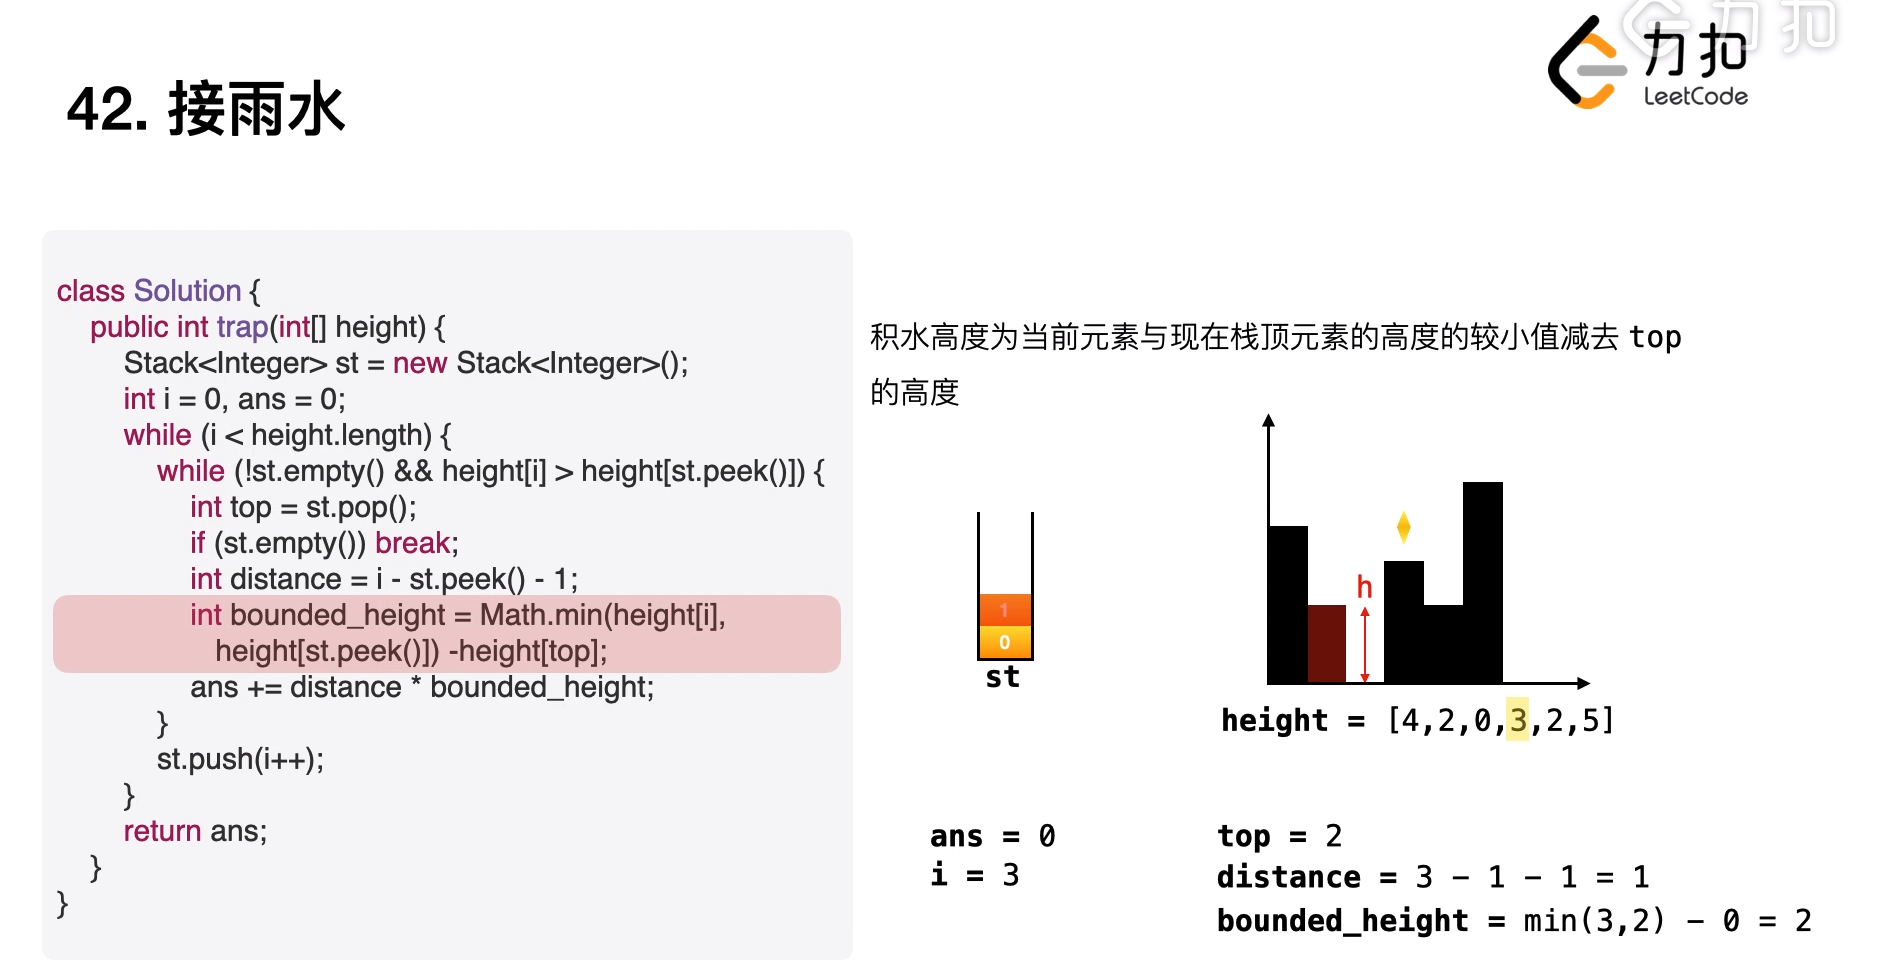 力扣
力扣
LeetCode
42. 接雨水
class Solution {
public int trap(int[] height) {
Stack<Integer> st = new Stack<Integer>();
int i = 0, ans = 0;
while (i < height.length) {
while (!st.empty() && height[i] > height[st.peek()]) {
int top = st.pop();
if (st.empty()) break;
int distance = i - st.peek() - 1;
int bounded_height = Math.min(height[i],
height[st.peek()]) -height[top];
ans += distance * bounded_height;
}
st.push(i++);
}
return ans;
}
}
积水高度为当前元素与现在栈顶元素的高度的较小值减去 top
的高度
1
0
st
h
height = [4,2,0,3,2,5]
ans = 0
i = 3
top = 2
distance = 3 − 1 − 1 = 1
bounded_height = min(3,2) − 0 = 2